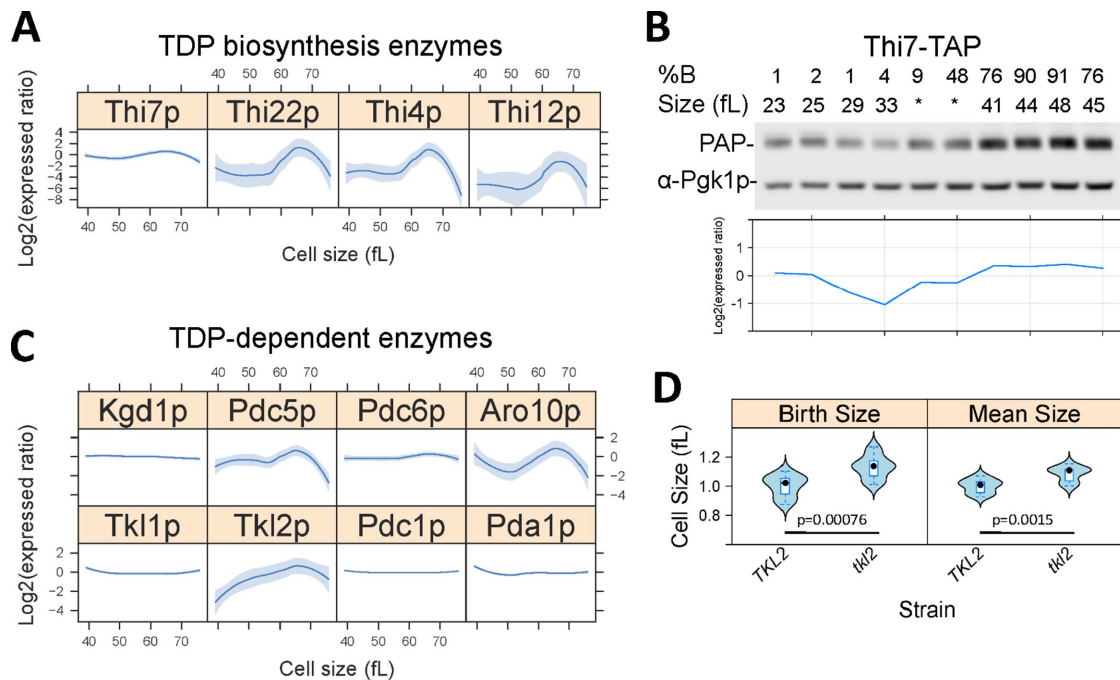 A
TDP biosynthesis enzymes
40 50 60 70 40 50 60 70
Thi7p Thi22p Thi4p Thi12p
Log2(expressed ratio)
4
2
0
-2
-4
-6
-8
40 50 60 70 40 50 60 70
Cell size (fL)
B
Thi7-TAP
%B 1 2 1 4 9 48 76 90 91 76
Size (fL) 23 25 29 33 * * 41 44 48 45
PAP-
α-Pgk1p-
Log2(expressed ratio)
1
0
-1
C
TDP-dependent enzymes
40 50 60 70 40 50 60 70
Kgd1p Pdc5p Pdc6p Aro10p
2
0
-2
-4
Log2(expressed ratio)
Tkl1p Tkl2p Pdc1p Pda1p
2
0
-2
-4
40 50 60 70 40 50 60 70
Cell size (fL)
D
Birth Size Mean Size
Cell Size (fL)
1.2
1.0
0.8
p=0.00076 p=0.0015
TKL2 tkl2 TKL2 tkl2
Strain